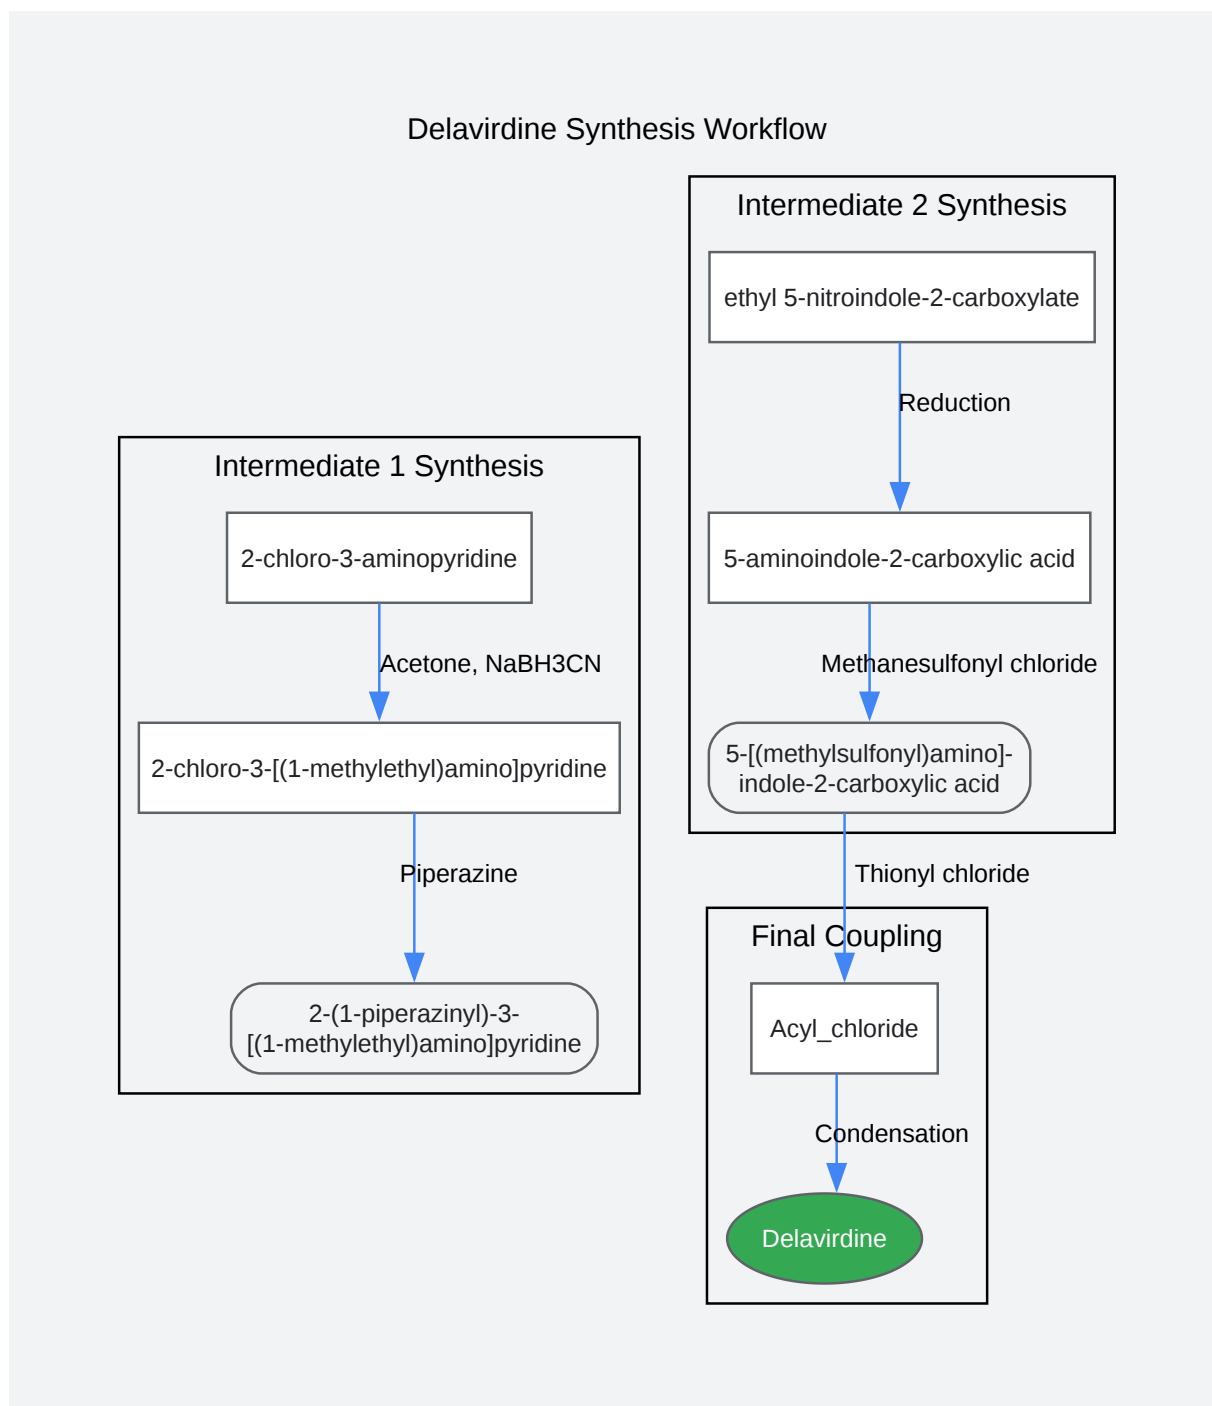 Delavirdine Synthesis Workflow
Intermediate 2 Synthesis
ethyl 5-nitroindole-2-carboxylate
Reduction
5-aminoindole-2-carboxylic acid
Methanesulfonyl chloride
5-[(methylsulfonyl)amino]-
indole-2-carboxylic acid
Thionyl chloride
Intermediate 1 Synthesis
2-chloro-3-aminopyridine
Acetone, NaBH3CN
2-chloro-3-[(1-methylethyl)amino]pyridine
Piperazine
2-(1-piperazinyl)-3-
[(1-methylethyl)amino]pyridine
Final Coupling
Acyl_chloride
Condensation
Delavirdine